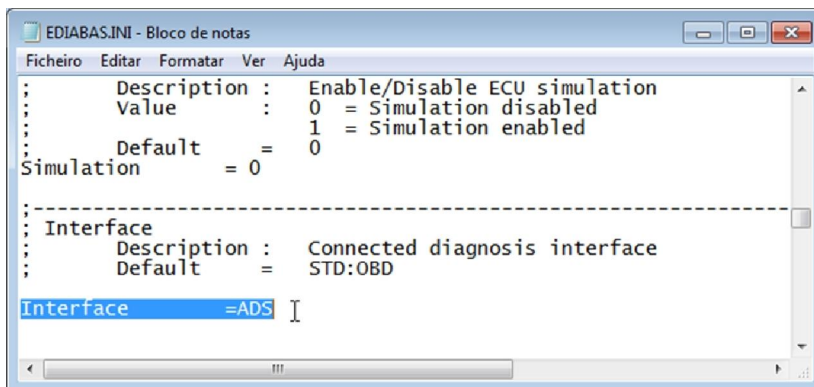 EDIABAS.INI - Bloco de notas
Ficheiro Editar Formatar Ver Ajuda
; Description : Enable/Disable ECU simulation
; Value : 0 = Simulation disabled
; 1 = Simulation enabled
; Default = 0
Simulation = 0
;------------------------------------------------------------
; Interface
; Description : Connected diagnosis interface
; Default = STD:OBD
Interface =ADS